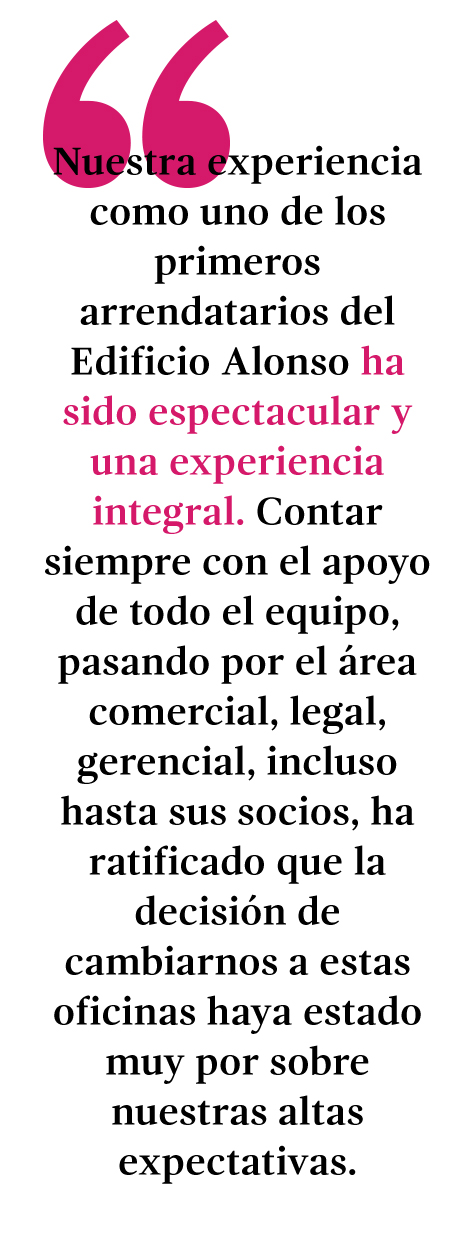 “
Nuestra experiencia
como uno de los
primeros
arrendatarios del
Edificio Alonso ha
sido espectacular y
una experiencia
integral. Contar
siempre con el apoyo
de todo el equipo,
pasando por el área
comercial, legal,
gerencial, incluso
hasta sus socios, ha
ratificado que la
decisión de
cambiarnos a estas
oficinas haya estado
muy por sobre
nuestras altas
expectativas.